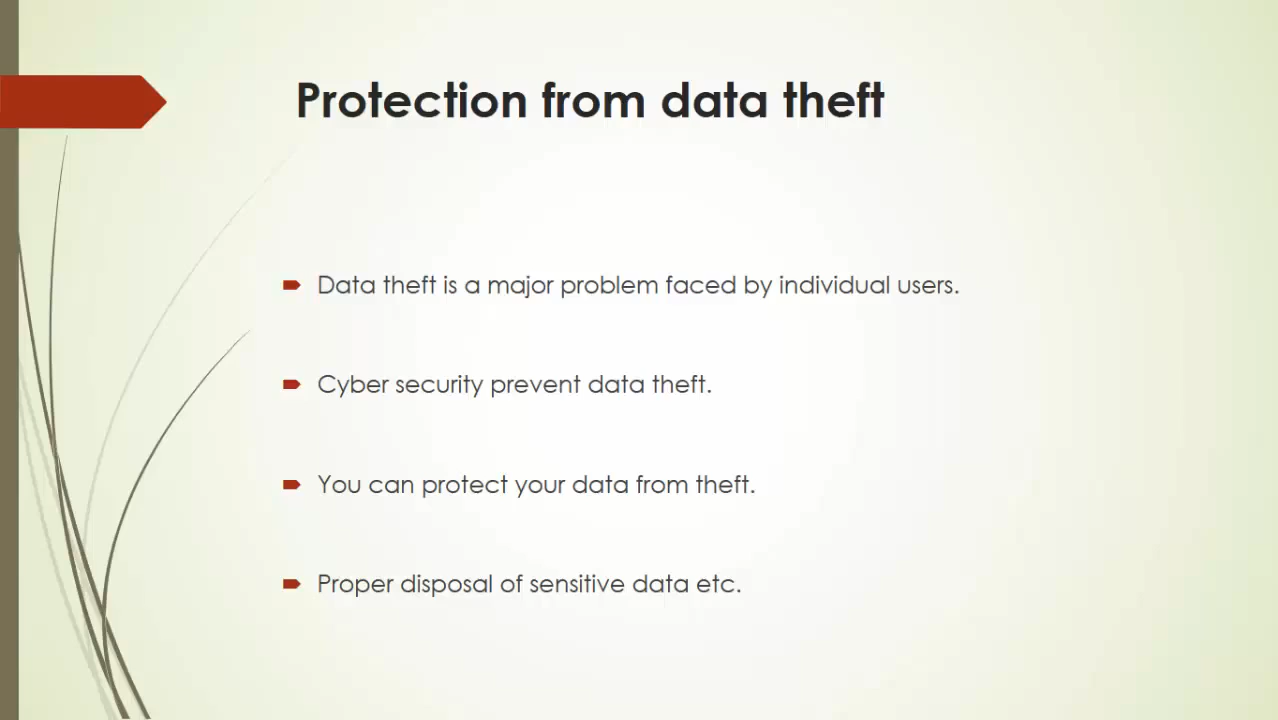 Protection from data theft
Data theft is a major problem faced by individual users.
Cyber security prevent data theft.
You can protect your data from theft.
Proper disposal of sensitive data etc.